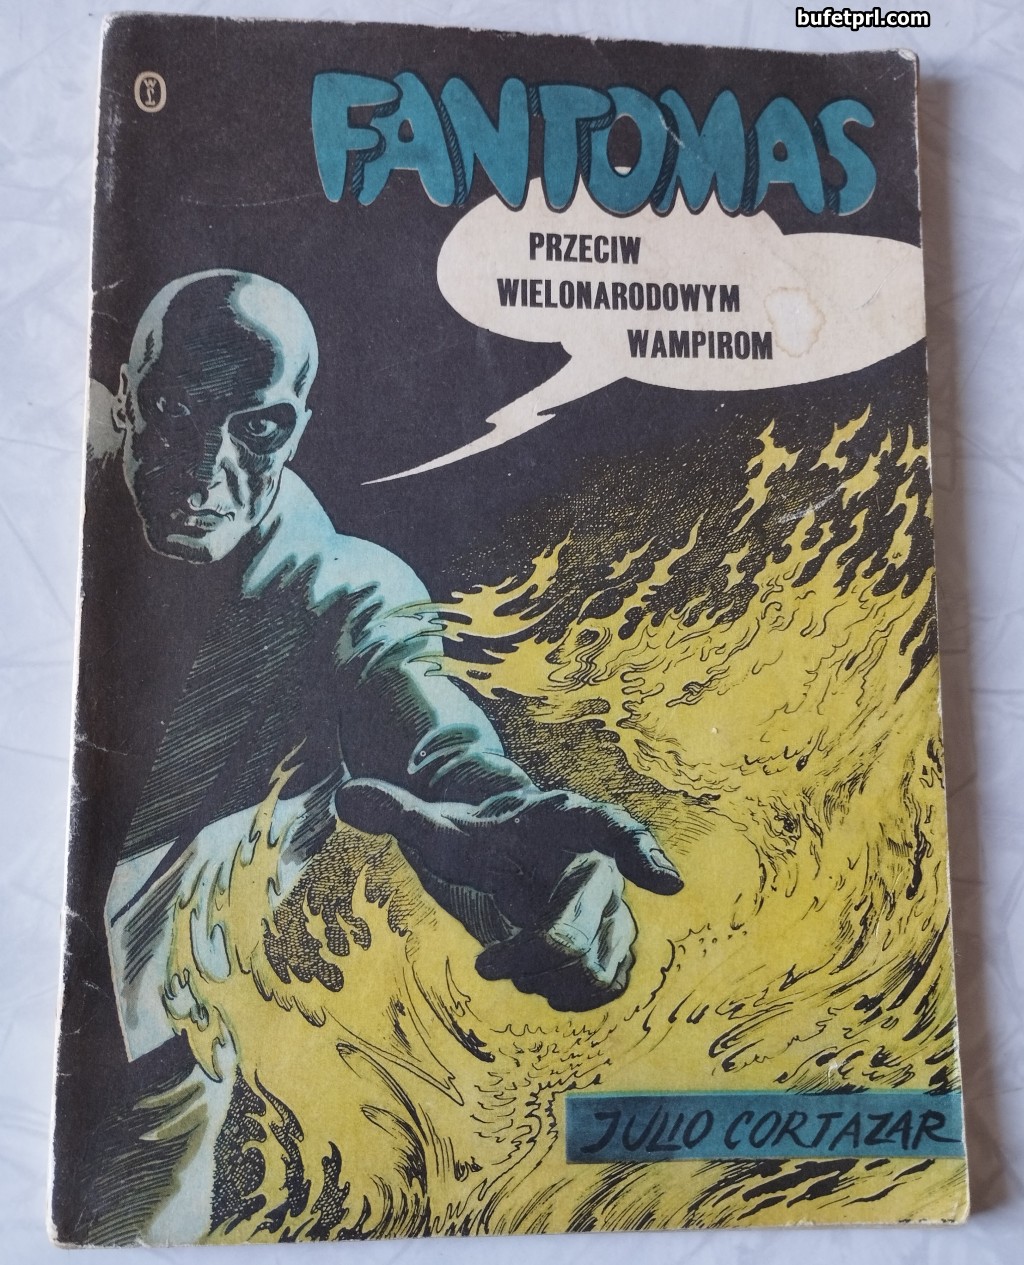 bufetprl.com
FANTOMAS
PRZECIW
WIELONARODOWYM
WAMPIROM
JULIO CORTAZAR